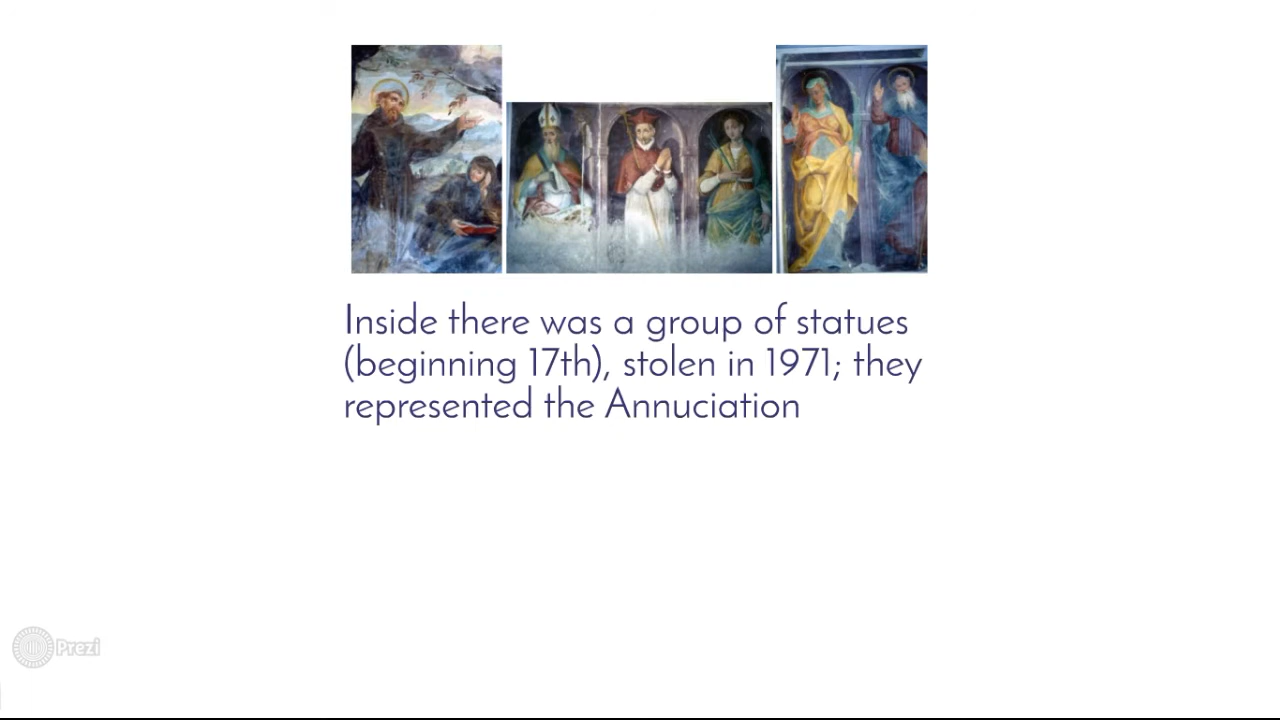 Inside there was a group of statues
(beginning 17th), stolen in 1971; they
represented the Annuciation
Prezi